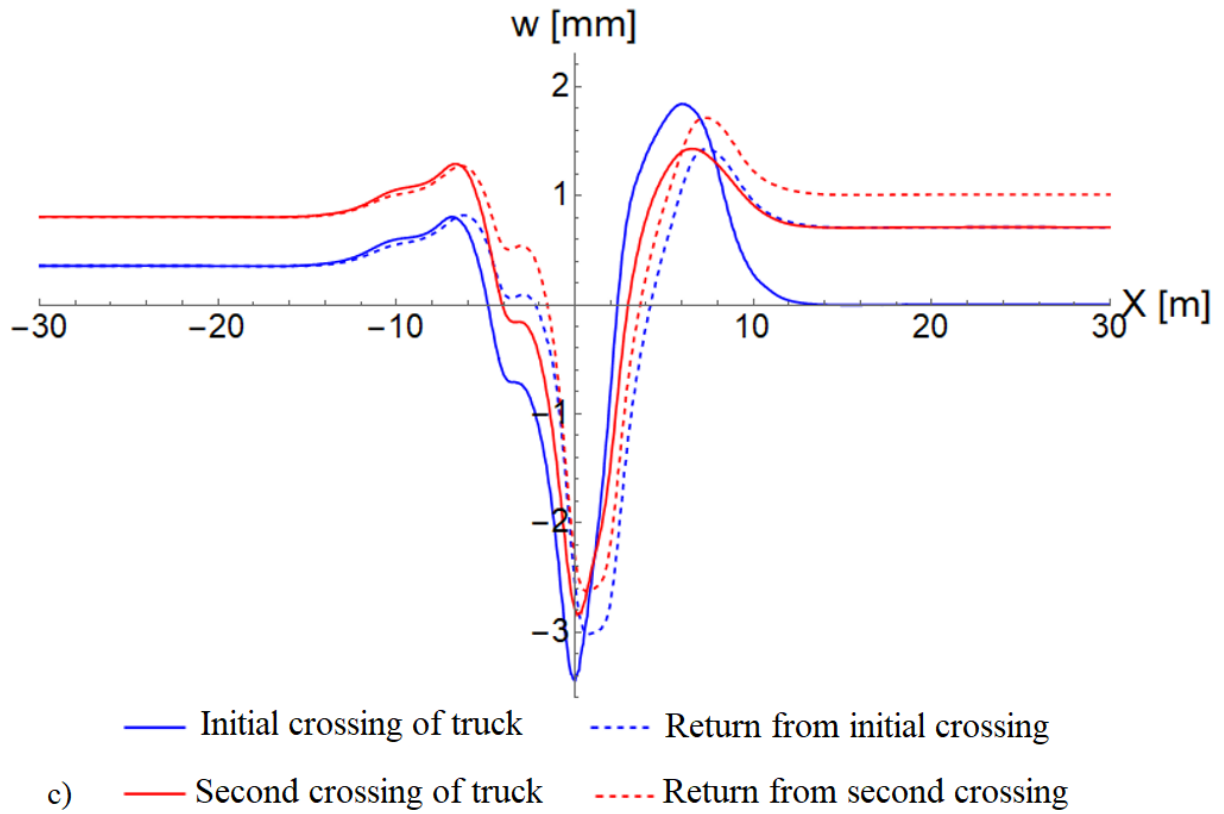 w [mm]
2
1
−30
−20
−10
10
20
30
X [m]
−1
−2
−3
Initial crossing of truck
Return from initial crossing
c)
Second crossing of truck
Return from second crossing